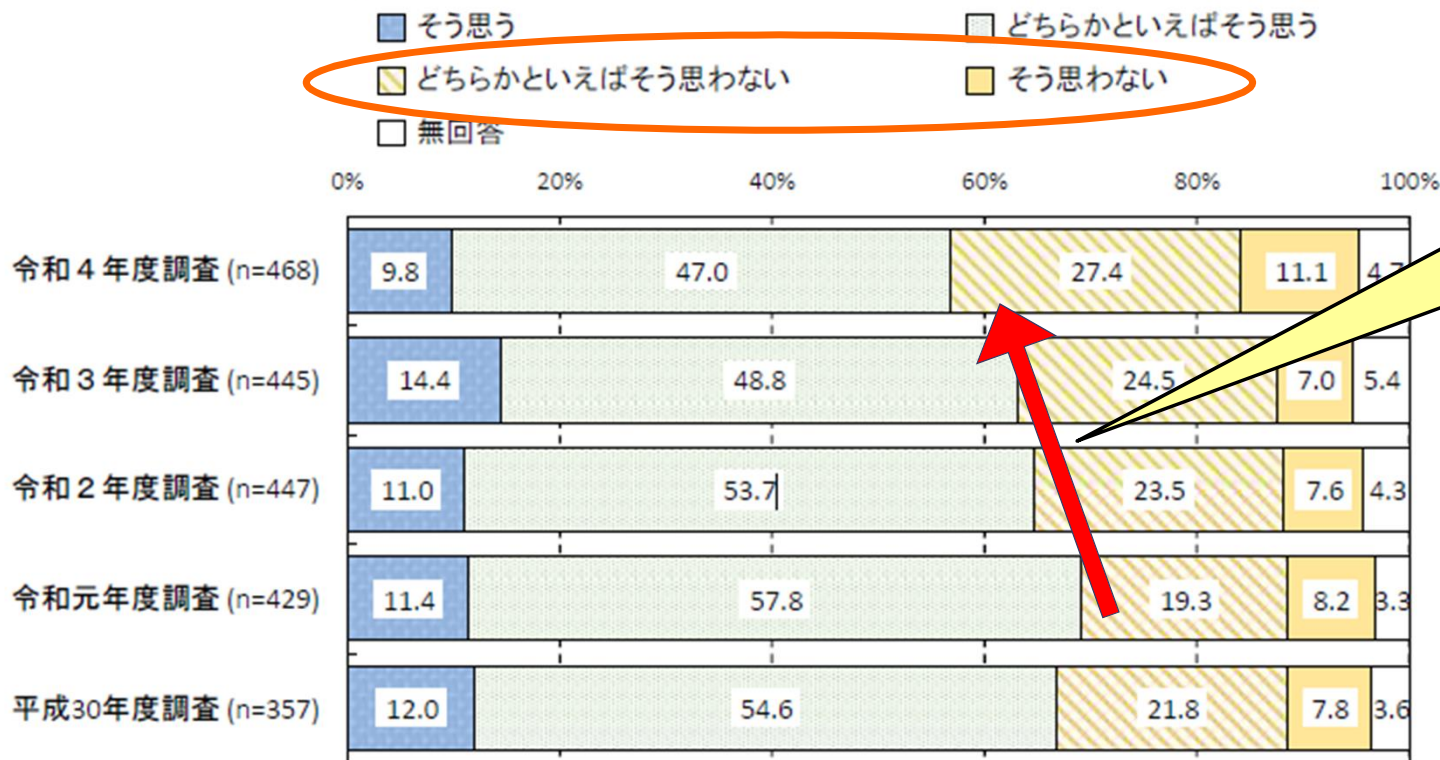 そう思う どちらかといえばそう思う
どちらかといえばそう思わない そう思わない
無回答
0% 20% 40% 60% 80% 100%
令和４年度調査 (n=468) 9.8 47.0 27.4 11.1 4.7
令和３年度調査 (n=445) 14.4 48.8 24.5 7.0 5.4
令和２年度調査 (n=447) 11.0 53.7 23.5 7.6 4.3
令和元年度調査 (n=429) 11.4 57.8 19.3 8.2 3.3
平成30年度調査 (n=357) 12.0 54.6 21.8 7.8 3.6